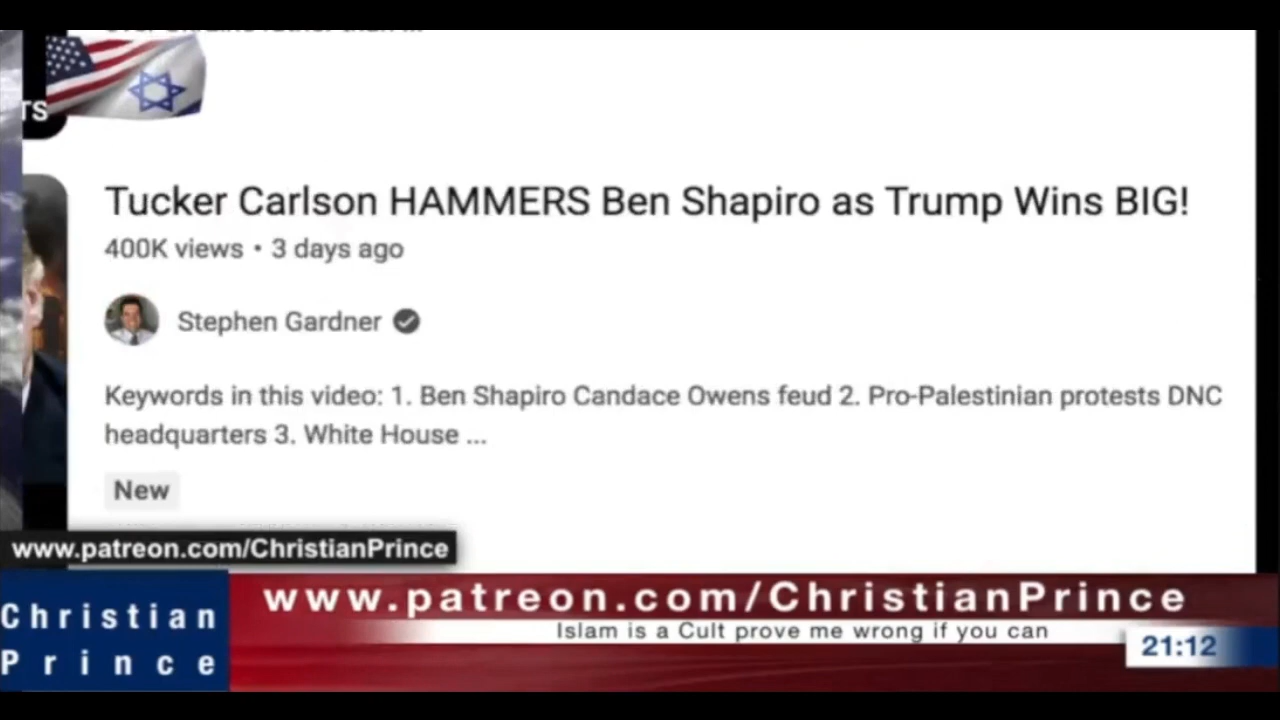 TS
Tucker Carlson HAMMERS Ben Shapiro as Trump Wins BIG!
400K views • 3 days ago
Stephen Gardner
Keywords in this video: 1. Ben Shapiro Candace Owens feud 2. Pro-Palestinian protests DNC
headquarters 3. White House ...
New
www.patreon.com/ChristianPrince
Christian
Prince
www.patreon.com/ChristianPrince
Islam is a Cult prove me wrong if you can
21:12